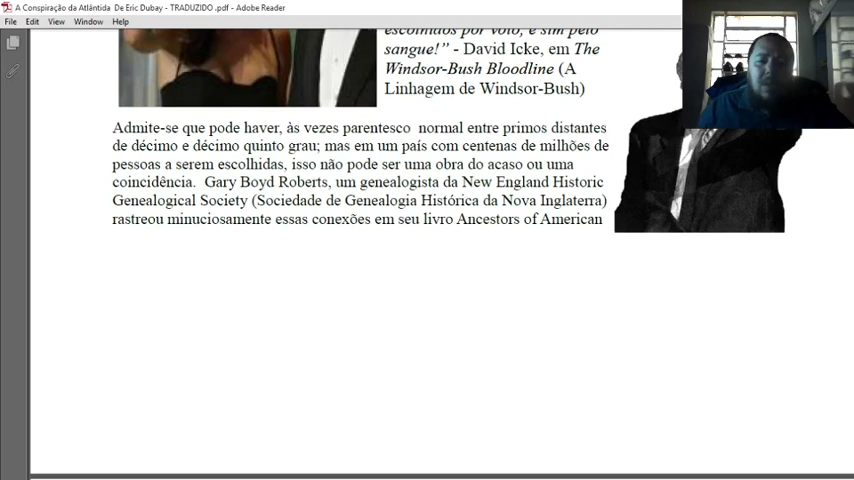 A Conspiração da Atlântida  De Eric Dubay - TRADUZIDO .pdf - Adobe Reader
File Edit View Window Help
escolhidos por voto, e sim pelo
sangue!” - David Icke, em The
Windsor-Bush Bloodline (A
Linhagem de Windsor-Bush)
Admite-se que pode haver, às vezes parentesco  normal entre primos distantes
de décimo e décimo quinto grau; mas em um país com centenas de milhões de
pessoas a serem escolhidas, isso não pode ser uma obra do acaso ou uma
coincidência.  Gary Boyd Roberts, um genealogista da New England Historic
Genealogical Society (Sociedade de Genealogia Histórica da Nova Inglaterra)
rastreou minuciosamente essas conexões em seu livro Ancestors of American